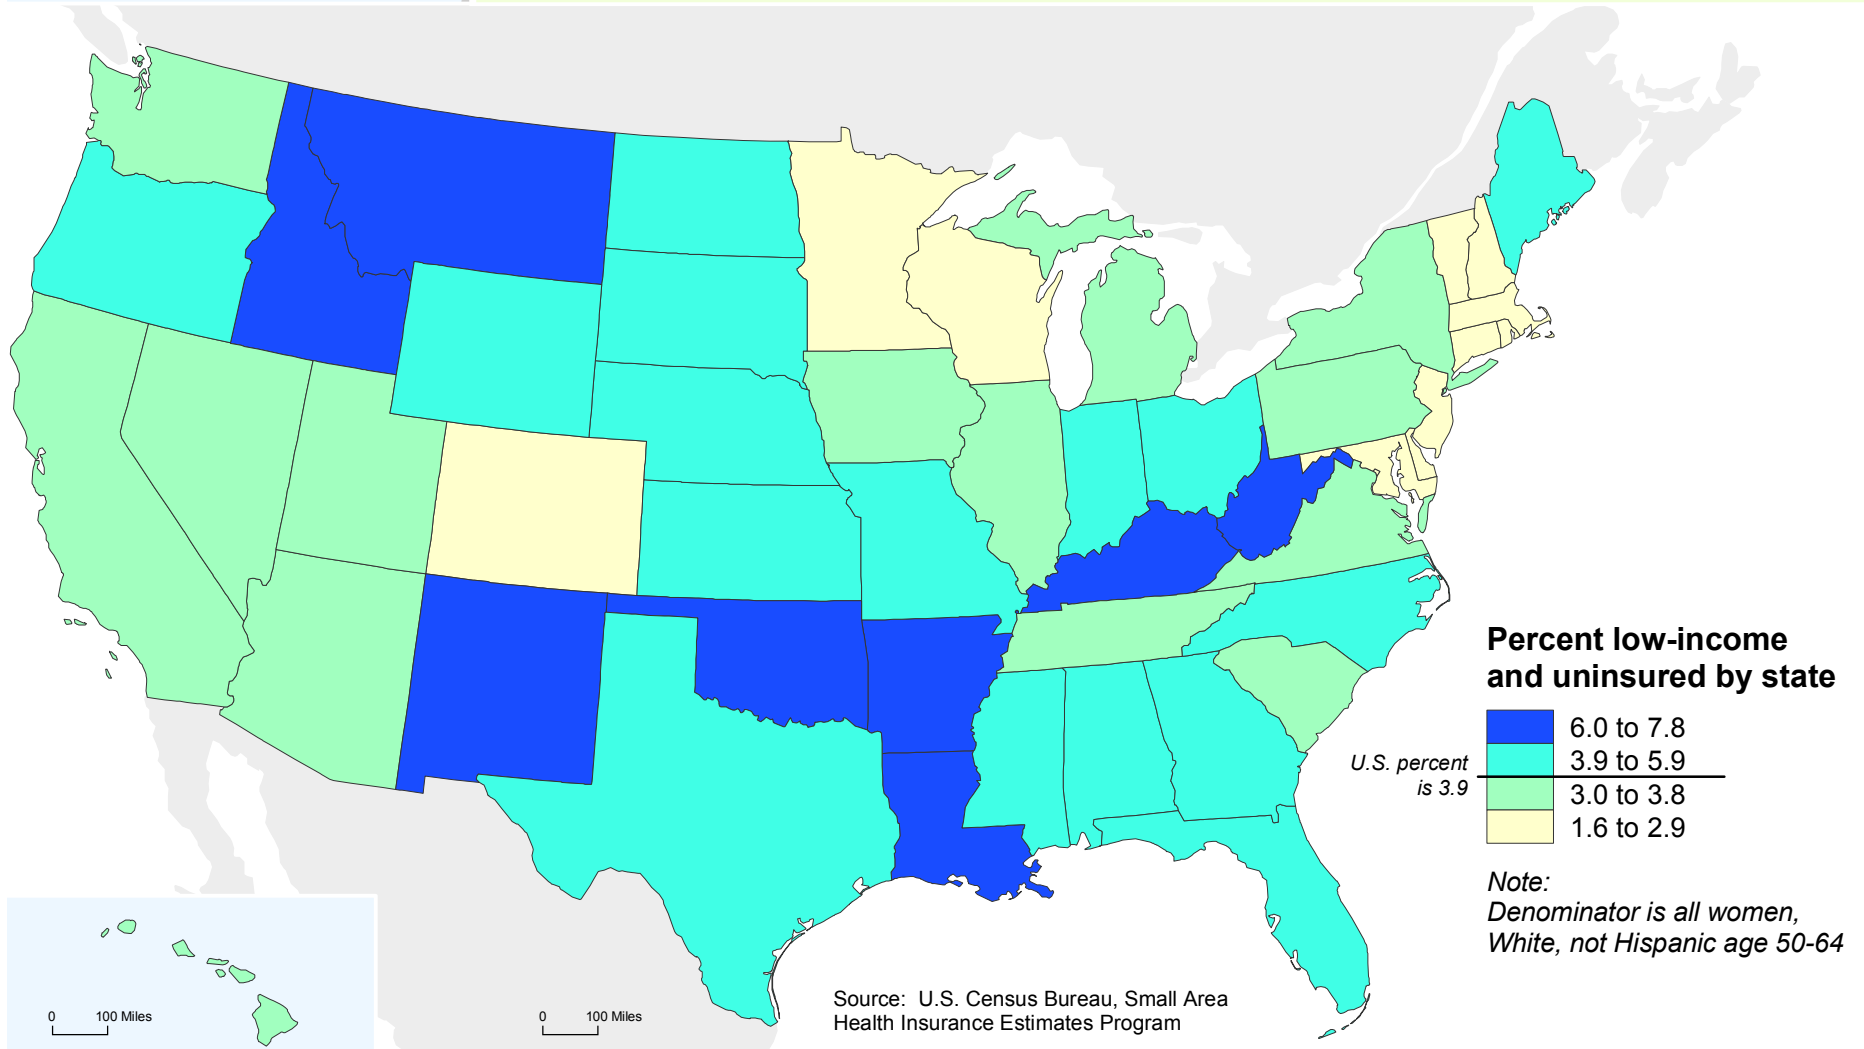 Percent low-income
and uninsured by state
6.0 to 7.8
3.9 to 5.9
U.S. percent
is 3.9
3.0 to 3.8
1.6 to 2.9
Note:
Denominator is all women,
White, not Hispanic age 50-64
Source:  U.S. Census Bureau, Small Area
Health Insurance Estimates Program
0 100 Miles
0 100 Miles